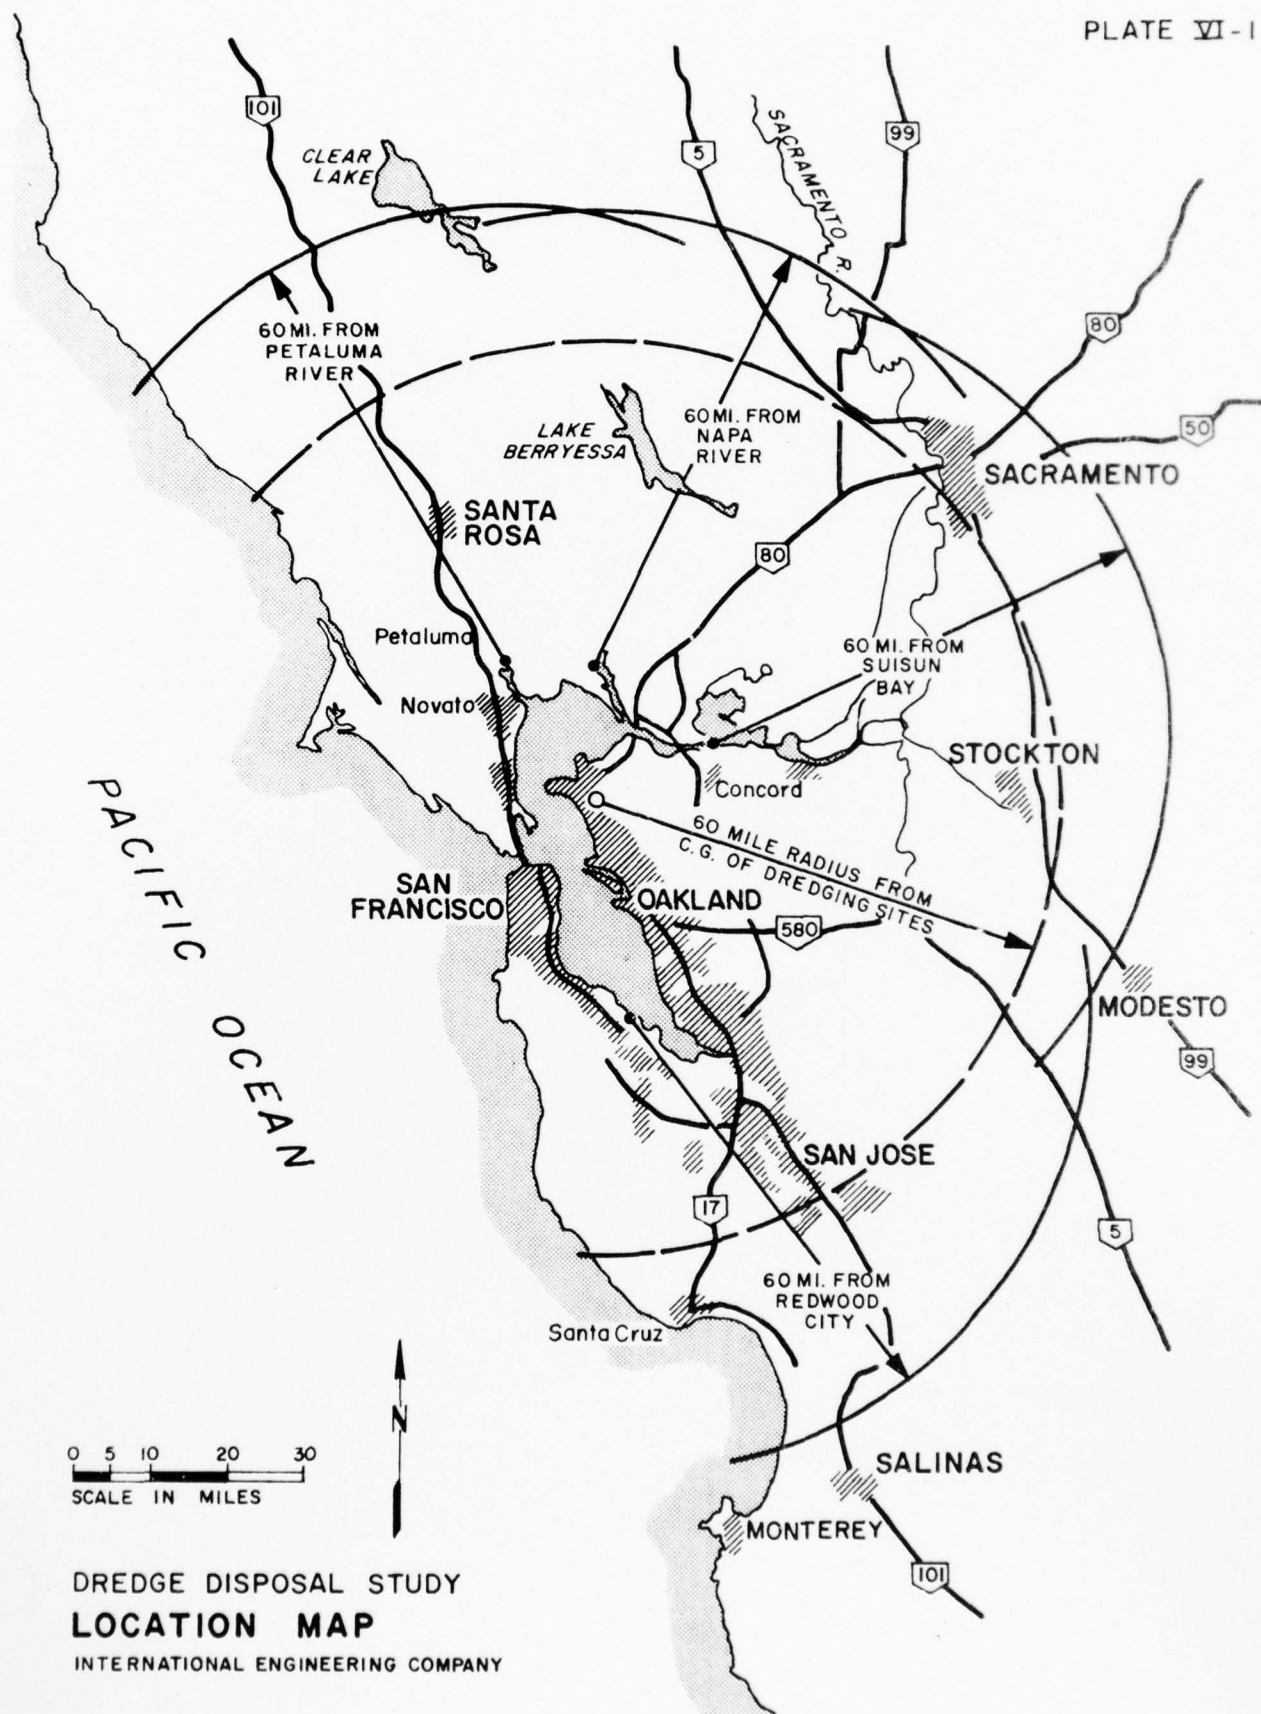 PLATE VI-1
101
CLEAR
LAKE
5
SACRAMENTO R.
99
80
50
60 MI. FROM
PETALUMA
RIVER
60 MI. FROM
NAPA
RIVER
LAKE
BERRYESSA
SACRAMENTO
SANTA
ROSA
80
Petaluma
60 MI. FROM
SUISUN
BAY
Novato
STOCKTON
Concord
60 MILE RADIUS FROM
C.G. OF DREDGING SITES
SAN
FRANCISCO
OAKLAND
580
PACIFIC OCEAN
MODESTO
99
SAN JOSE
17
5
60 MI. FROM
REDWOOD
CITY
Santa Cruz
N
0 5 10 20 30
SCALE IN MILES
SALINAS
MONTEREY
101
DREDGE DISPOSAL STUDY
LOCATION MAP
INTERNATIONAL ENGINEERING COMPANY